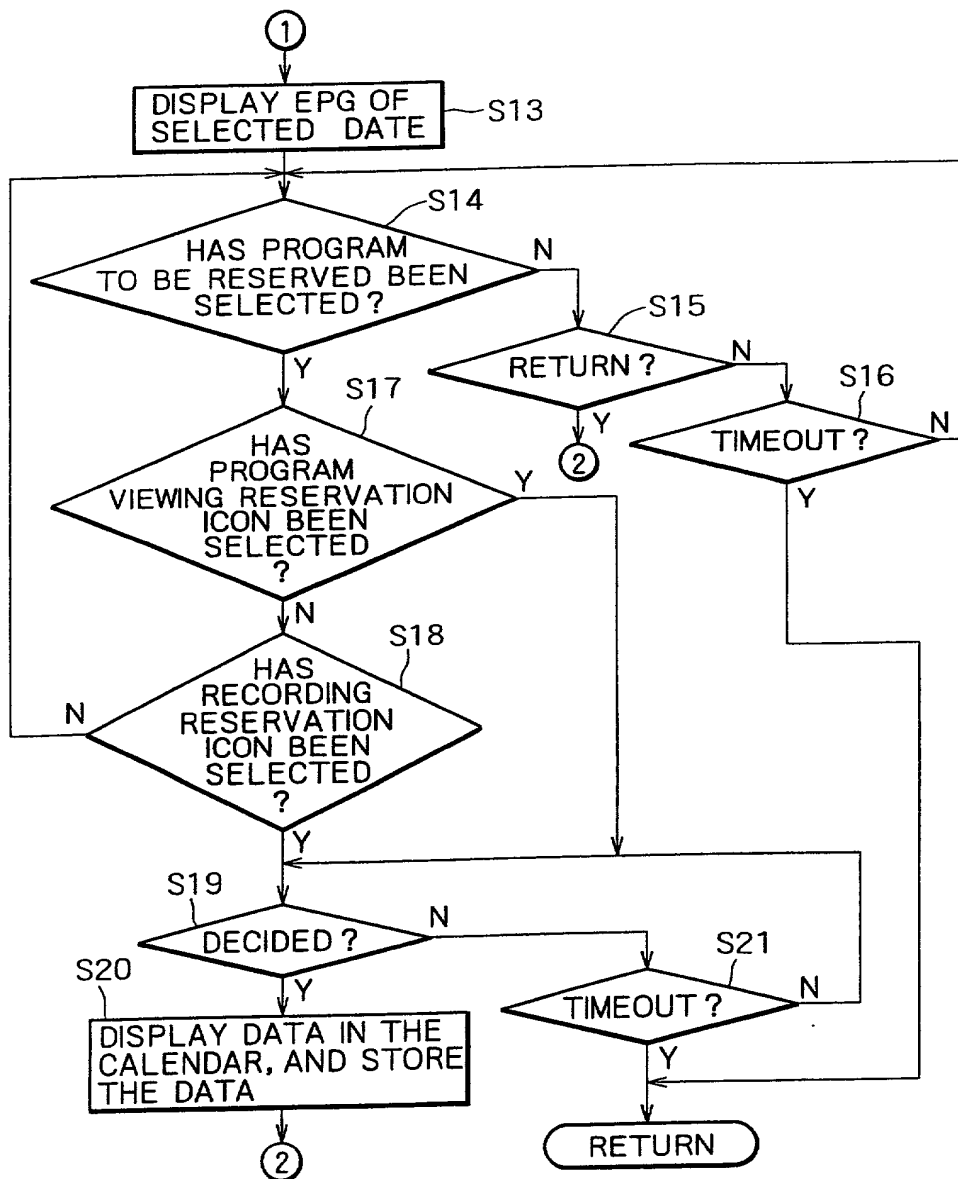 1
DISPLAY EPG OF
SELECTED DATE
S13
S14
HAS PROGRAM
TO BE RESERVED BEEN
SELECTED ?
N
Y
S15
RETURN ?
N
Y
2
S16
TIMEOUT ?
N
Y
S17
HAS
PROGRAM
VIEWING RESERVATION
ICON BEEN
SELECTED
?
Y
N
S18
HAS
RECORDING
RESERVATION
ICON BEEN
SELECTED
?
N
Y
S19
DECIDED ?
N
Y
S20
DISPLAY DATA IN THE
CALENDAR, AND STORE
THE DATA
2
S21
TIMEOUT ?
N
Y
RETURN